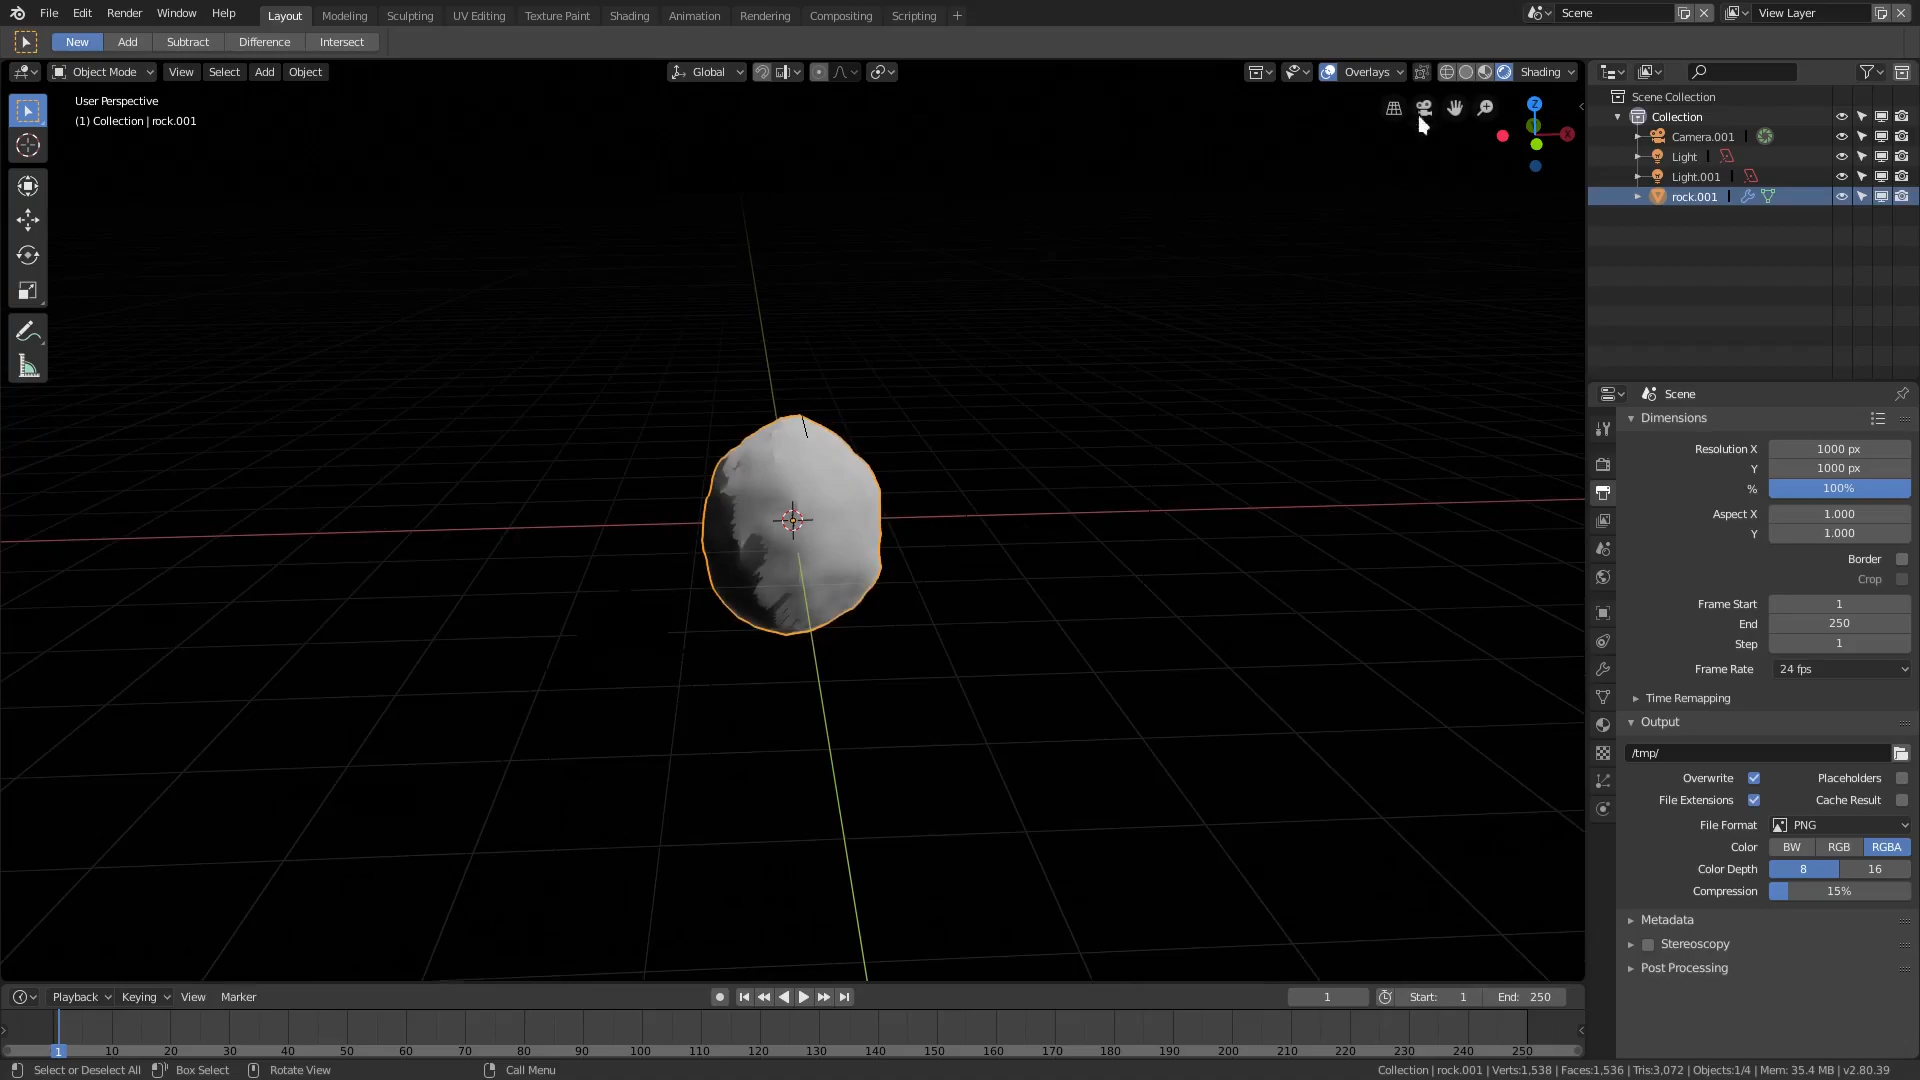 File Edit Render Window Help Layout Modeling Sculpting UV Editing Texture Paint Shading Animation Rendering Compositing Scripting + Scene View Layer
New Add Subtract Difference Intersect
Object Mode View Select Add Object Global Overlays Shading
User Perspective
(1) Collection | rock.001
Z
X
Scene Collection
Collection
Camera.001
Light
Light.001
rock.001
Scene
Dimensions
Resolution X 1000 px
Y 1000 px
% 100%
Aspect X 1.000
Y 1.000
Border
Crop
Frame Start 1
End 250
Step 1
Frame Rate 24 fps
Time Remapping
Output
/tmp/
Overwrite Placeholders
File Extensions Cache Result
File Format PNG
Color BW RGB RGBA
Color Depth 8 16
Compression 15%
Metadata
Stereoscopy
Post Processing
Playback Keying View Marker 1 Start: 1 End: 250
1 10 20 30 40 50 60 70 80 90 100 110 120 130 140 150 160 170 180 190 200 210 220 230 240 250
Select or Deselect All Box Select Rotate View Call Menu Collection | rock.001 | Verts:1,538 | Faces:1,536 | Tris:3,072 | Objects:1/4 | Mem: 35.4 MB | v2.80.39